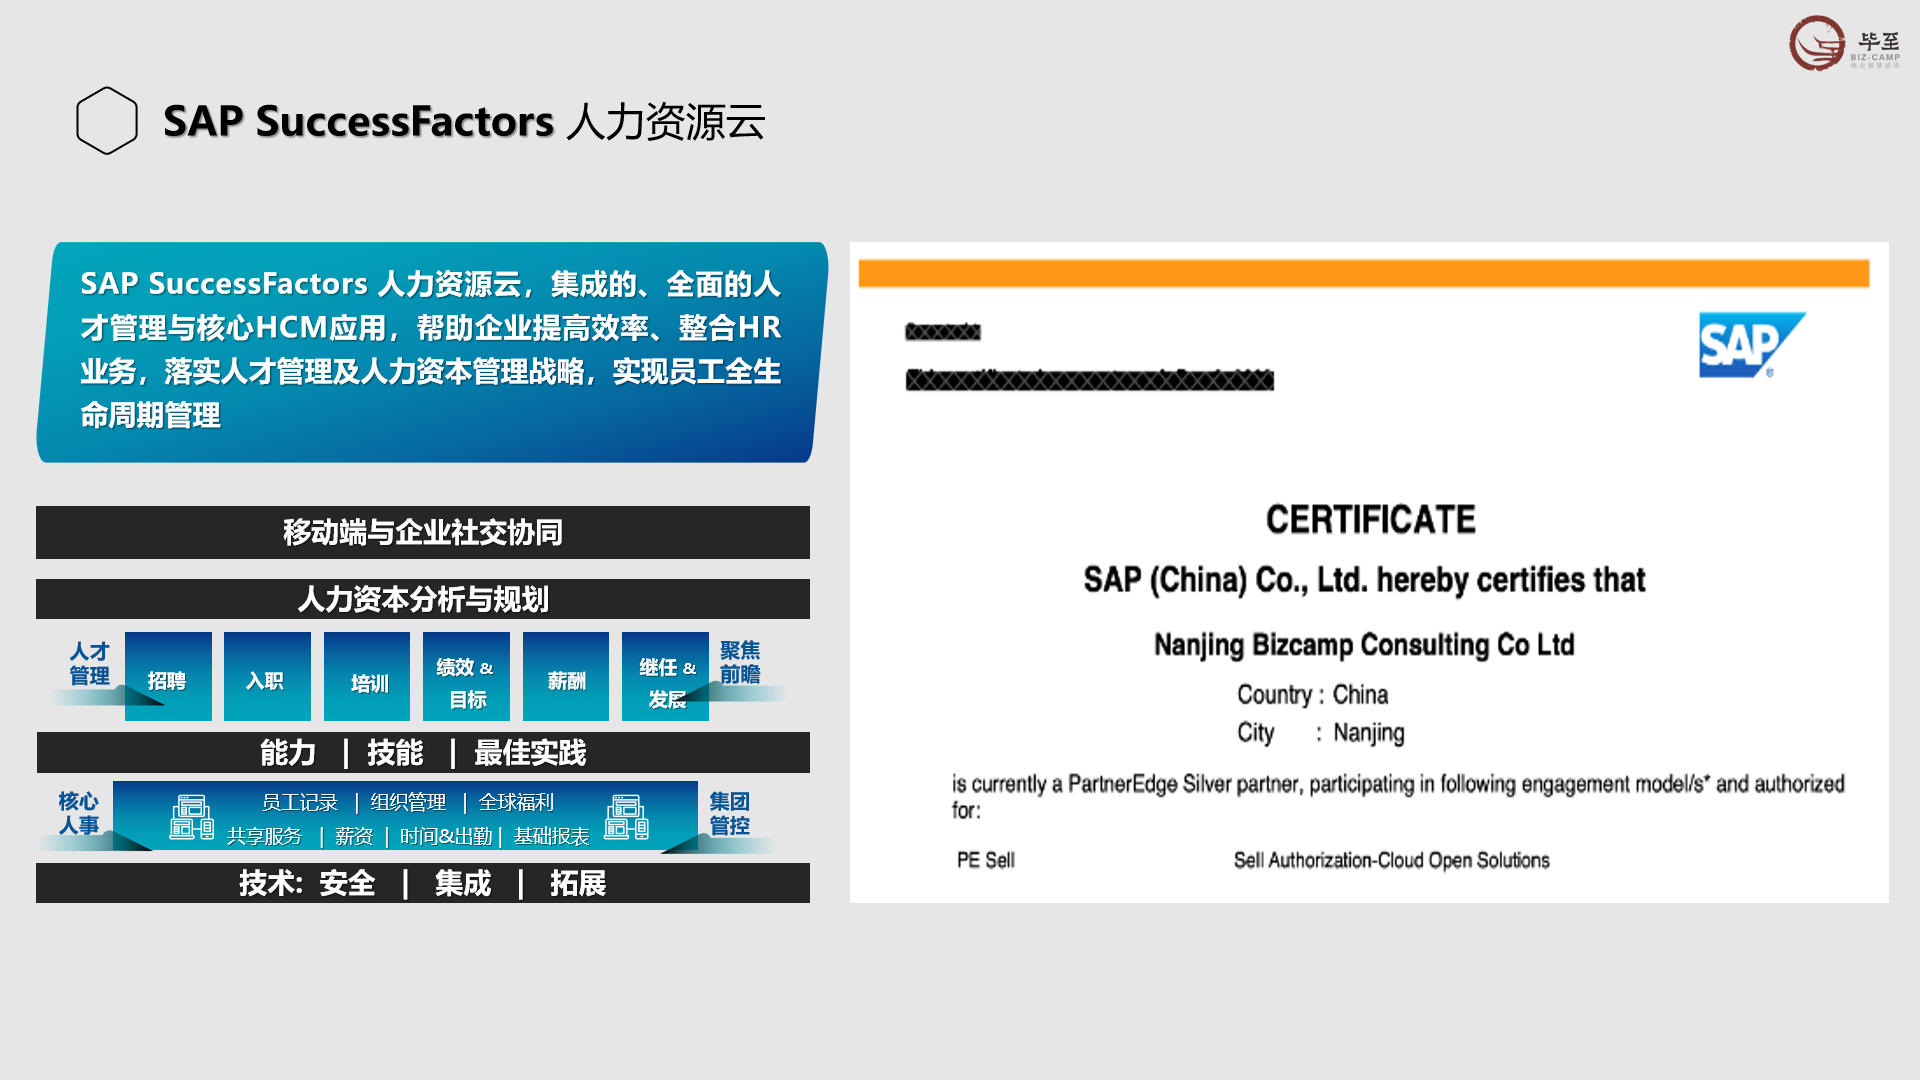 毕至
BIZ-CAMP
SAP SuccessFactors 人力资源云
SAP SuccessFactors 人力资源云，集成的、全面的人
才管理与核心HCM应用，帮助企业提高效率、整合HR
业务，落实人才管理及人力资本管理战略，实现员工全生
命周期管理
移动端与企业社交协同
人力资本分析与规划
人才
管理
招聘
入职
培训
绩效 &
目标
薪酬
继任 &
发展
聚焦
前瞻
能力 | 技能 | 最佳实践
核心
人事
员工记录 | 组织管理 | 全球福利
共享服务 | 薪资 | 时间&出勤 | 基础报表
集团
管控
技术: 安全 | 集成 | 拓展
SAP
CERTIFICATE
SAP (China) Co., Ltd. hereby certifies that
Nanjing Bizcamp Consulting Co Ltd
Country : China
City : Nanjing
is currently a PartnerEdge Silver partner, participating in following engagement model/s* and authorized
for:
PE Sell Sell Authorization-Cloud Open Solutions